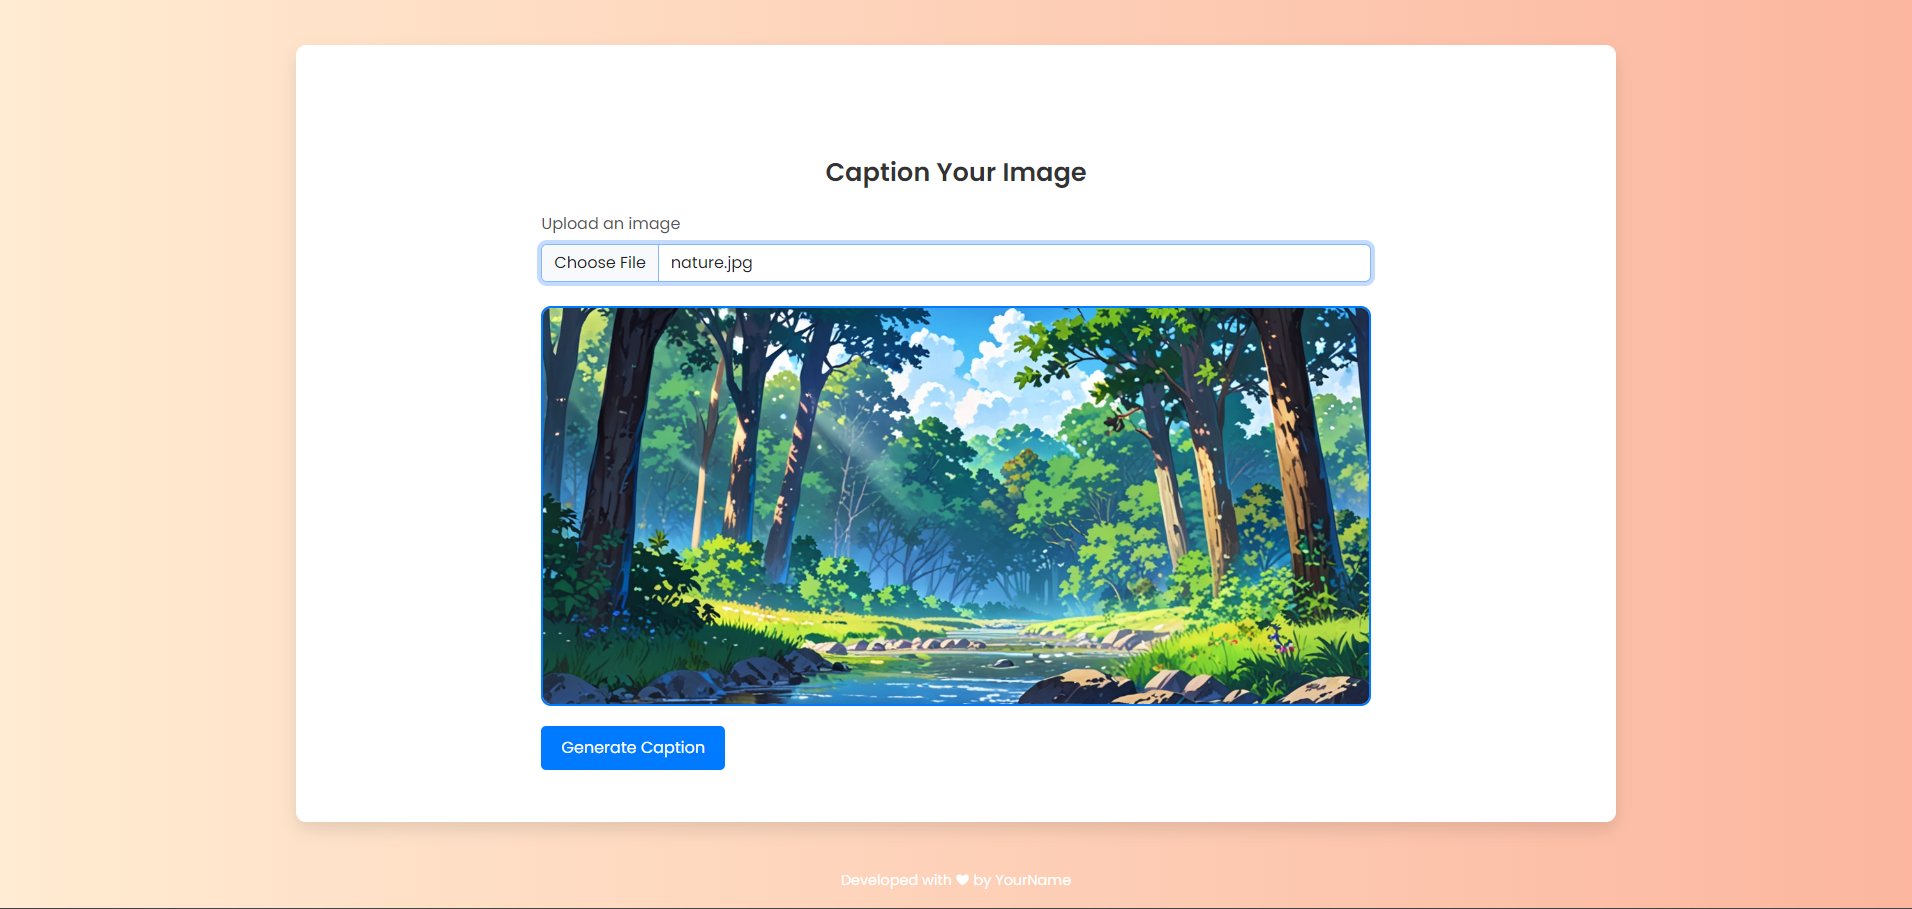 Caption Your Image
Upload an image
Choose File nature.jpg
Generate Caption
Developed with ♥ by YourName